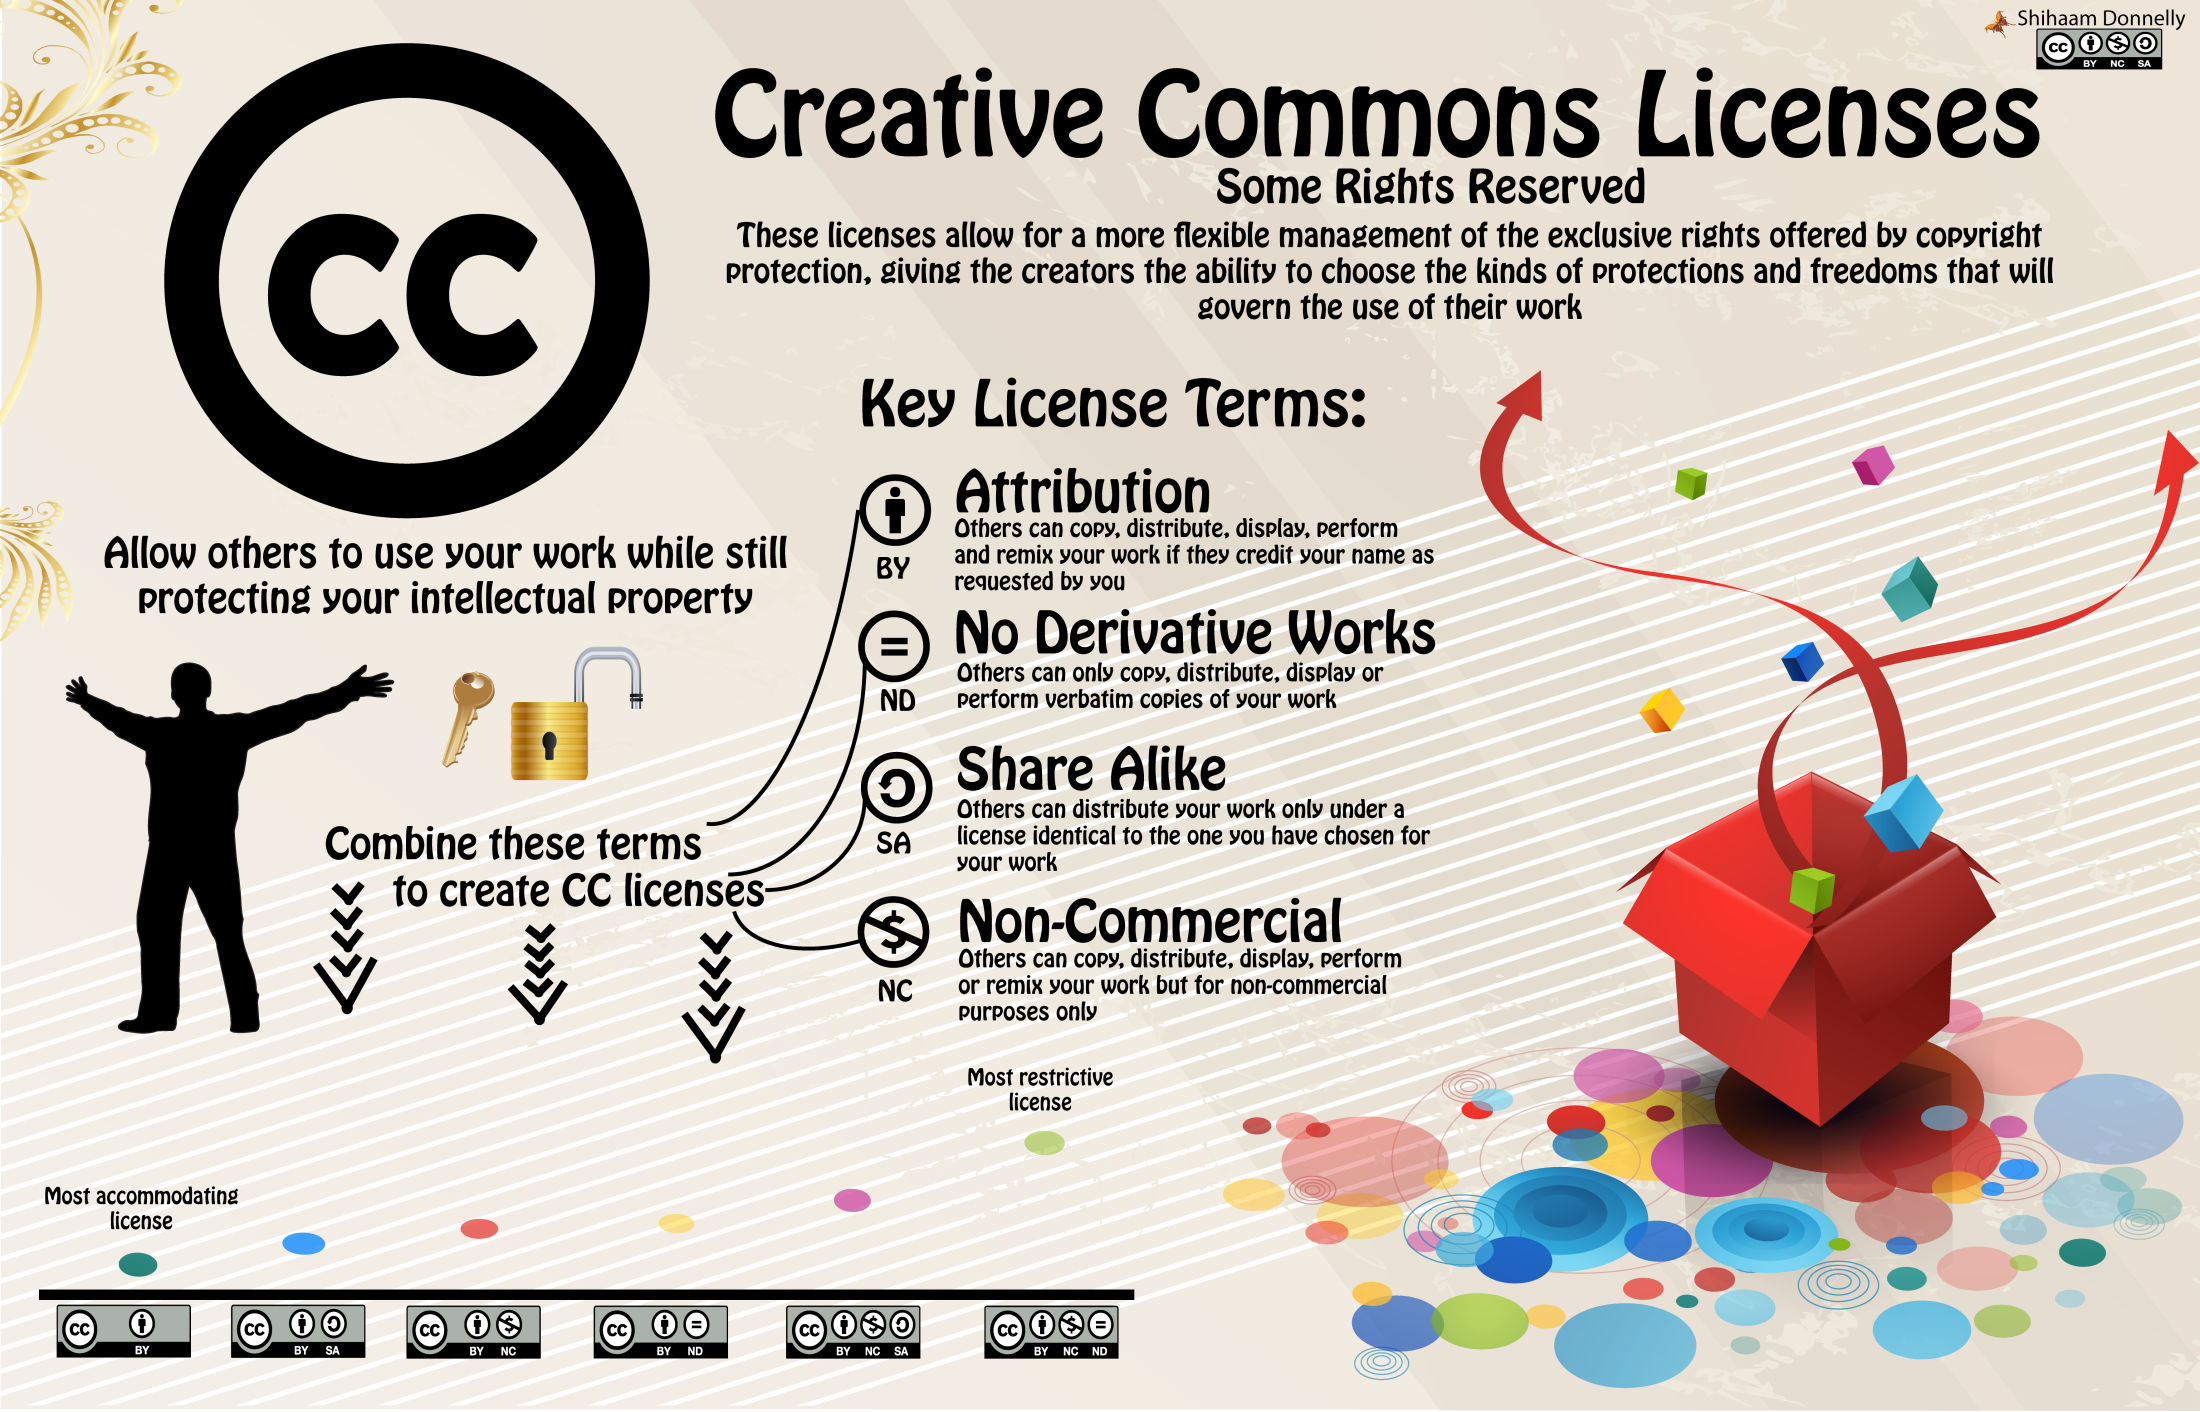 Shihaam Donnelly
cc
BY NC SA
Creative Commons Licenses
Some Rights Reserved
These licenses allow for a more flexible management of the exclusive rights offered by copyright
protection, giving the creators the ability to choose the kinds of protections and freedoms that will
govern the use of their work
cc
Allow others to use your work while still
protecting your intellectual property
Key License Terms:
Attribution
Others can copy, distribute, display, perform
and remix your work if they credit your name as
requested by you
BY
No Derivative Works
Others can only copy, distribute, display or
perform verbatim copies of your work
=
ND
Share Alike
Others can distribute your work only under a
license identical to the one you have chosen for
your work
SA
Non-Commercial
Others can copy, distribute, display, perform
or remix your work but for non-commercial
purposes only
$
NC
Combine these terms
to create CC licenses
Most restrictive
license
Most accommodating
license
cc
BY
cc
BY SA
cc $
BY NC
cc =
BY ND
cc $
BY NC SA
cc $ =
BY NC ND